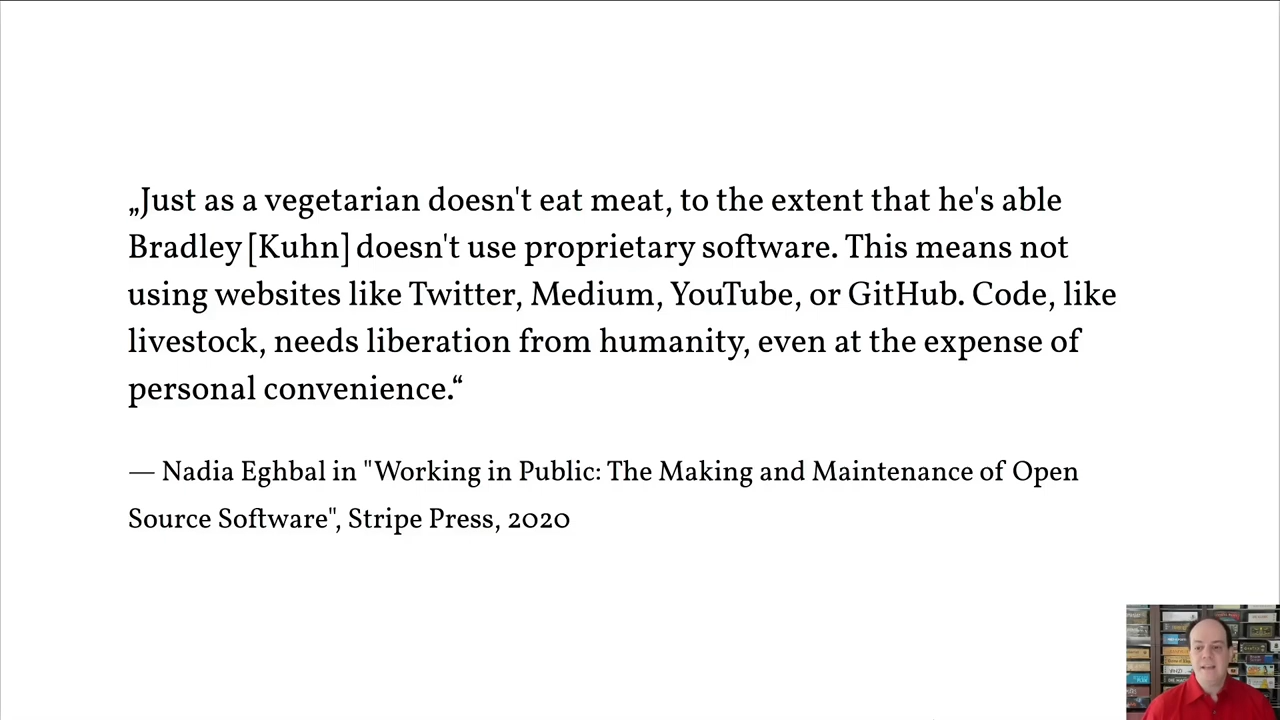 „Just as a vegetarian doesn't eat meat, to the extent that he's able
Bradley [Kuhn] doesn't use proprietary software. This means not
using websites like Twitter, Medium, YouTube, or GitHub. Code, like
livestock, needs liberation from humanity, even at the expense of
personal convenience.“
— Nadia Eghbal in "Working in Public: The Making and Maintenance of Open
Source Software", Stripe Press, 2020